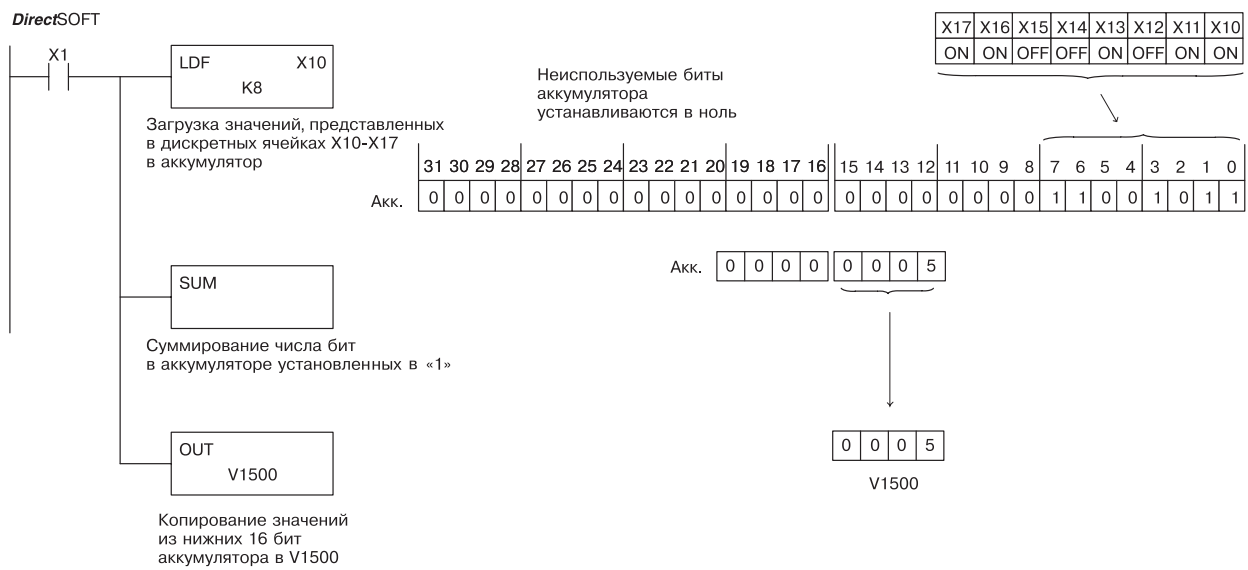 DirectSOFT
X1
LDF X10
K8
Загрузка значений, представленных
в дискретных ячейках X10-X17
в аккумулятор
Неиспользуемые биты
аккумулятора
устанавливаются в ноль
X17 X16 X15 X14 X13 X12 X11 X10
ON ON OFF OFF ON OFF ON ON
31 30 29 28 27 26 25 24 23 22 21 20 19 18 17 16 15 14 13 12 11 10 9 8 7 6 5 4 3 2 1 0
Акк. 0 0 0 0 0 0 0 0 0 0 0 0 0 0 0 0 0 0 0 0 0 0 0 0 1 1 0 0 1 0 1 1
Акк. 0 0 0 0 0 0 0 5
SUM
Суммирование числа бит
в аккумуляторе установленных в «1»
OUT
V1500
Копирование значений
из нижних 16 бит
аккумулятора в V1500
0 0 0 5
V1500